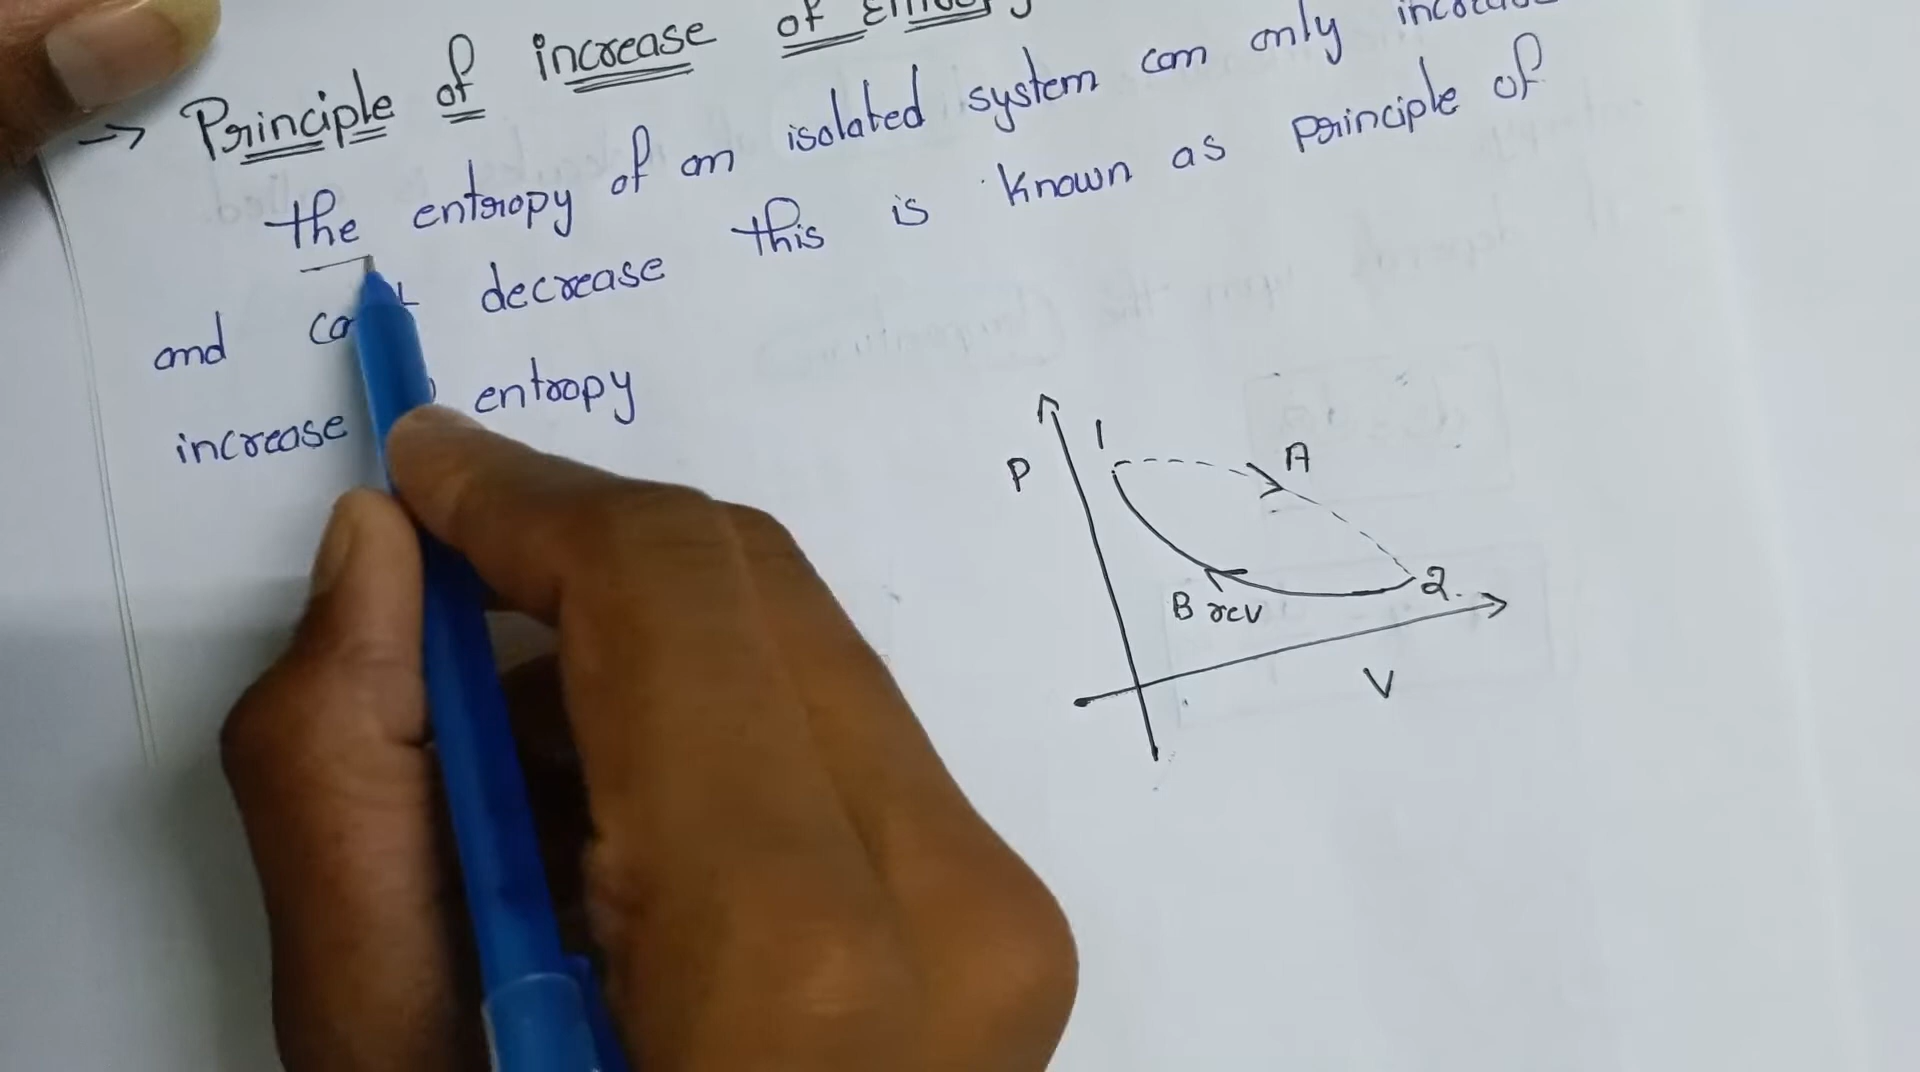 → Principle of increase of
the entropy of an isolated system can only
and decrease this is known as principle of
increase entropy
P
1
A
B rev
2.
V